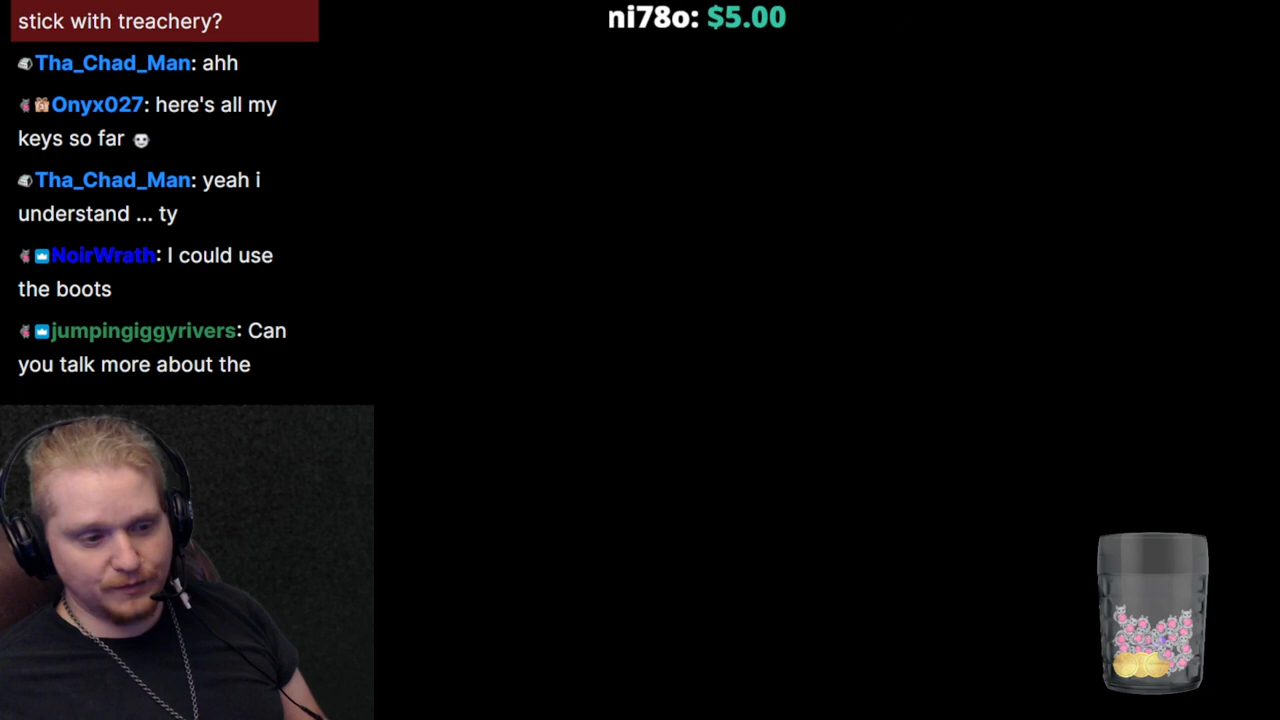 stick with treachery?
Tha_Chad_Man: ahh
Onyx027: here's all my
keys so far
Tha_Chad_Man: yeah i
understand ... ty
NoirWrath: I could use
the boots
jumpingiggyrivers: Can
you talk more about the
ni78o: $5.00